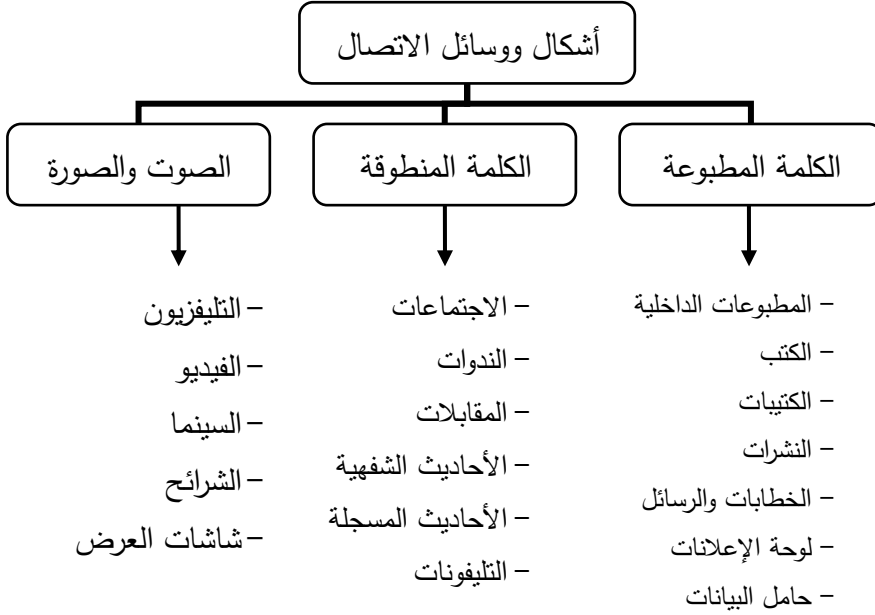 أشكال ووسائل الاتصال
الكلمة المطبوعة
- المطبوعات الداخلية
- الكتب
- الكتيبات
- النشرات
- الخطابات والرسائل
- لوحة الإعلانات
- حامل البيانات
الكلمة المنطوقة
- الاجتماعات
- الندوات
- المقابلات
- الأحاديث الشفهية
- الأحاديث المسجلة
- التليفونات
الصوت والصورة
- التليفزيون
- الفيديو
- السينما
- الشرائح
- شاشات العرض